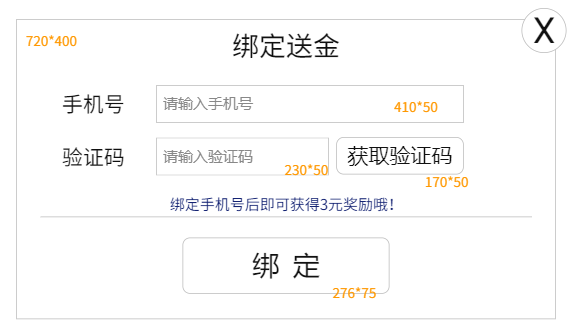 720*400
绑定送金
X
手机号
请输入手机号
410*50
验证码
请输入验证码
230*50
获取验证码
170*50
绑定手机号后即可获得3元奖励哦！
绑 定
276*75